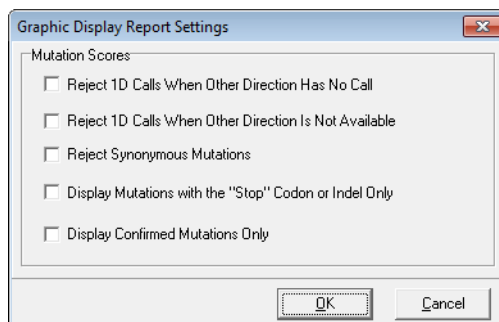 Graphic Display Report Settings
Mutation Scores
Reject 1D Calls When Other Direction Has No Call
Reject 1D Calls When Other Direction Is Not Available
Reject Synonymous Mutations
Display Mutations with the "Stop" Codon or Indel Only
Display Confirmed Mutations Only
OK Cancel